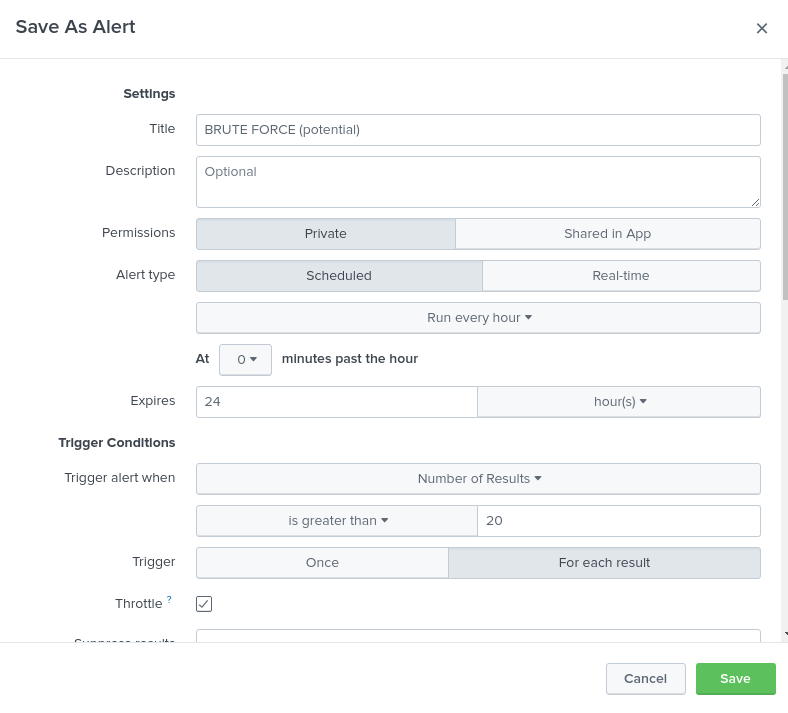 Save As Alert ×
Settings
Title BRUTE FORCE (potential)
Description Optional
Permissions Private Shared in App
Alert type Scheduled Real-time
Run every hour
At 0 minutes past the hour
Expires 24 hour(s)
Trigger Conditions
Trigger alert when Number of Results
is greater than 20
Trigger Once For each result
Throttle ?
Suppress results
Cancel Save